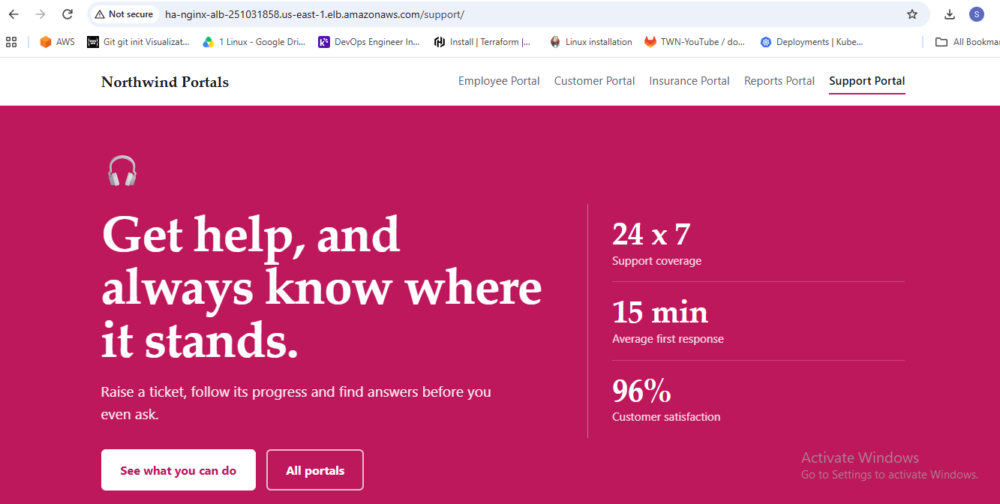 Not secure
ha-nginx-alb-251031858.us-east-1.elb.amazonaws.com/support/
S
AWS
Git git init Visualizat...
1 Linux - Google Dri...
DevOps Engineer In...
Install | Terraform |...
Linux installation
TWN-YouTube / do...
Deployments | Kube...
All Bookmar
Northwind Portals
Employee Portal
Customer Portal
Insurance Portal
Reports Portal
Support Portal
Get help, and
always know where
it stands.
Raise a ticket, follow its progress and find answers before you
even ask.
See what you can do
All portals
24 x 7
Support coverage
15 min
Average first response
96%
Customer satisfaction
Activate Windows
Go to Settings to activate Windows.